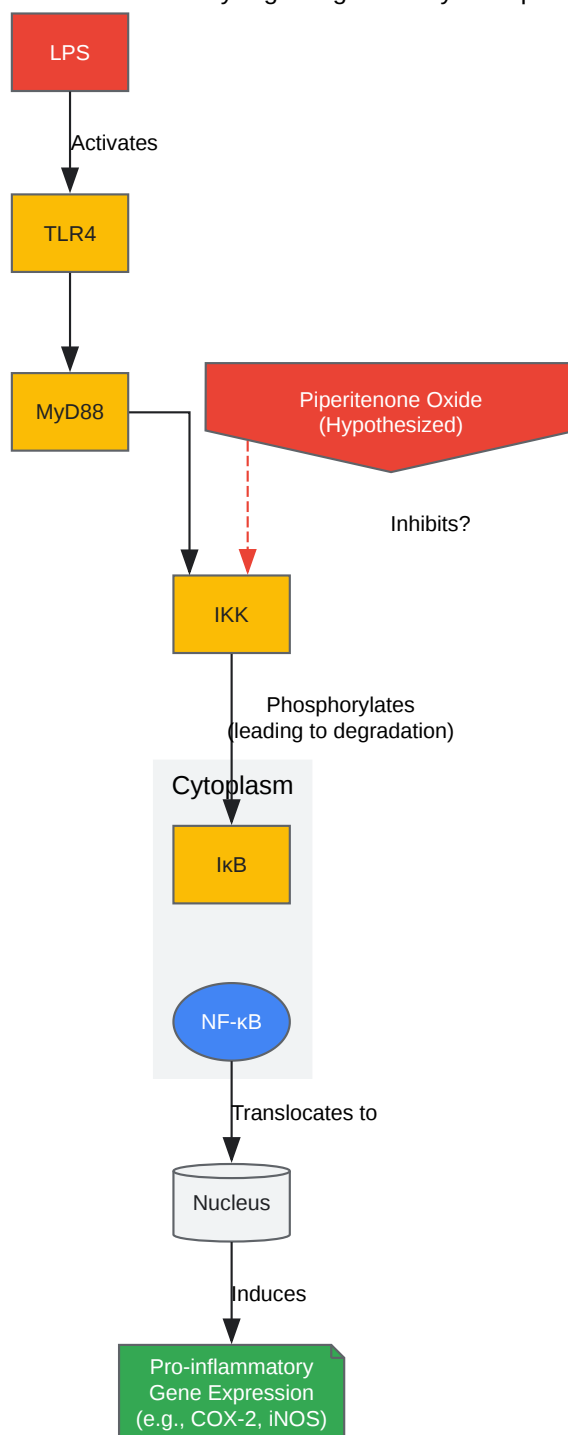 LPS
Activates
TLR4
MyD88
Piperitenone Oxide
(Hypothesized)
Inhibits?
IKK
Phosphorylates
(leading to degradation)
Cytoplasm
IκB
NF-κB
Translocates to
Nucleus
Induces
Pro-inflammatory
Gene Expression
(e.g., COX-2, iNOS)